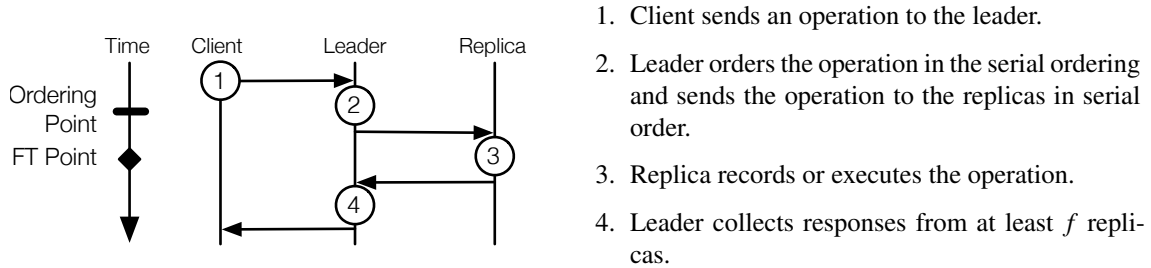 Time Client Leader Replica
1
Ordering
Point
2
FT Point
3
4
1. Client sends an operation to the leader.
2. Leader orders the operation in the serial ordering
and sends the operation to the replicas in serial
order.
3. Replica records or executes the operation.
4. Leader collects responses from at least f repli-
cas.